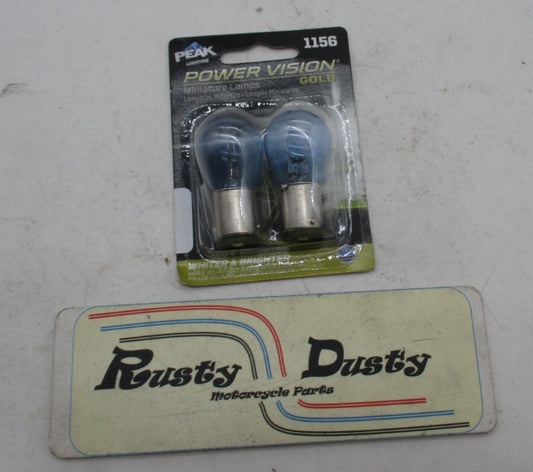 PEAK
LIGHTING
1156
POWER VISION
GOLD
Miniature Lamps
WHITER & BRIGHTER
Rusty Dusty
Motorcycle Parts